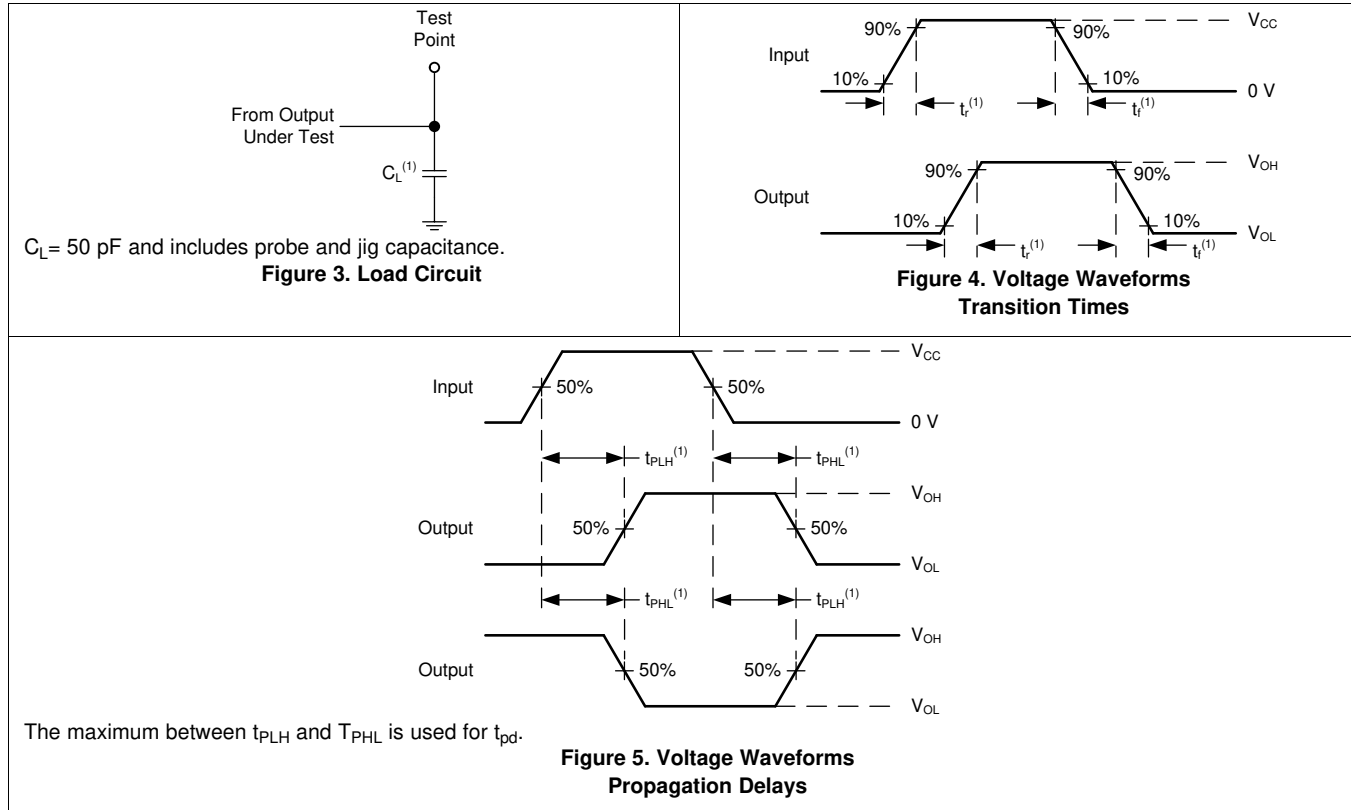 Test
Point
From Output
Under Test
C_L^(1)
C_L= 50 pF and includes probe and jig capacitance.
Figure 3. Load Circuit
V_CC
90% 90%
Input
10% 10%
0 V
t_r^(1) t_f^(1)
V_OH
90% 90%
Output
10% 10%
V_OL
t_r^(1) t_f^(1)
Figure 4. Voltage Waveforms
Transition Times
V_CC
Input 50% 50%
0 V
t_PLH^(1) t_PHL^(1)
V_OH
Output 50% 50%
V_OL
t_PHL^(1) t_PLH^(1)
V_OH
Output 50% 50%
V_OL
The maximum between t_PLH and T_PHL is used for t_pd.
Figure 5. Voltage Waveforms
Propagation Delays